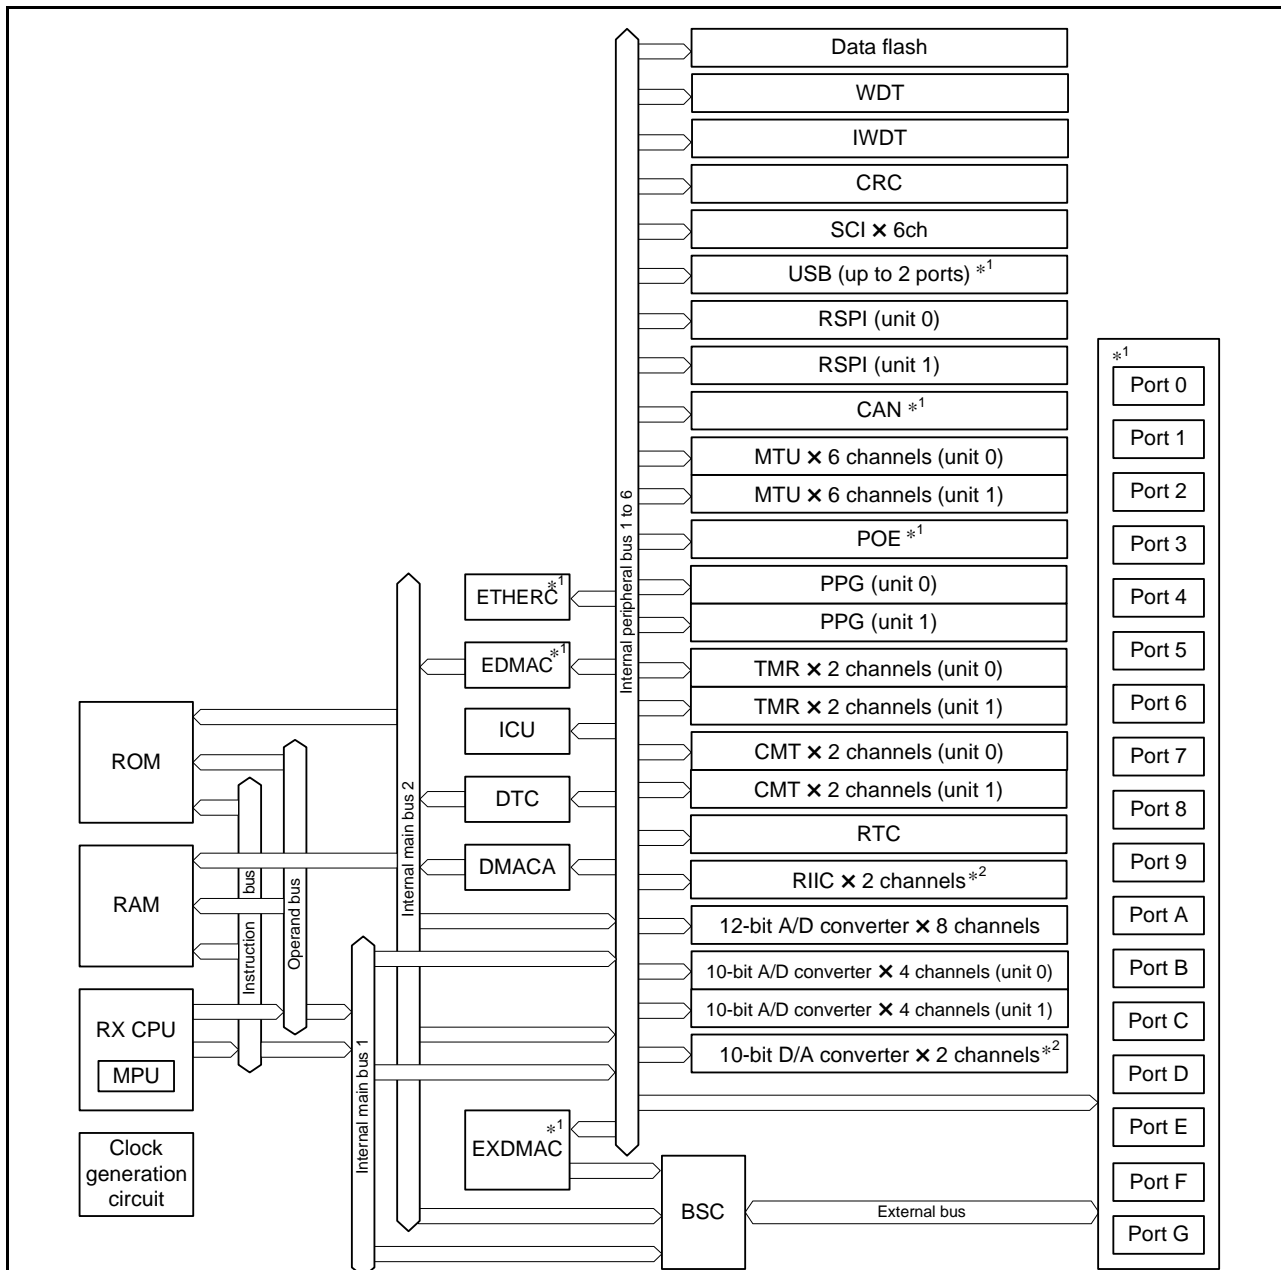 Data flash
WDT
IWDT
CRC
SCI × 6ch
USB (up to 2 ports) *1
RSPI (unit 0)
RSPI (unit 1)
CAN *1
MTU × 6 channels (unit 0)
MTU × 6 channels (unit 1)
POE *1
PPG (unit 0)
PPG (unit 1)
TMR × 2 channels (unit 0)
TMR × 2 channels (unit 1)
CMT × 2 channels (unit 0)
CMT × 2 channels (unit 1)
RTC
RIIC × 2 channels*2
12-bit A/D converter × 8 channels
10-bit A/D converter × 4 channels (unit 0)
10-bit A/D converter × 4 channels (unit 1)
10-bit D/A converter × 2 channels*2
Internal peripheral bus 1 to 6
ETHERC *1
EDMAC *1
ICU
DTC
DMACA
EXDMAC *1
Internal main bus 2
Internal main bus 1
Operand bus
Instruction bus
ROM
RAM
RX CPU
MPU
Clock
generation
circuit
BSC
External bus
*1
Port 0
Port 1
Port 2
Port 3
Port 4
Port 5
Port 6
Port 7
Port 8
Port 9
Port A
Port B
Port C
Port D
Port E
Port F
Port G